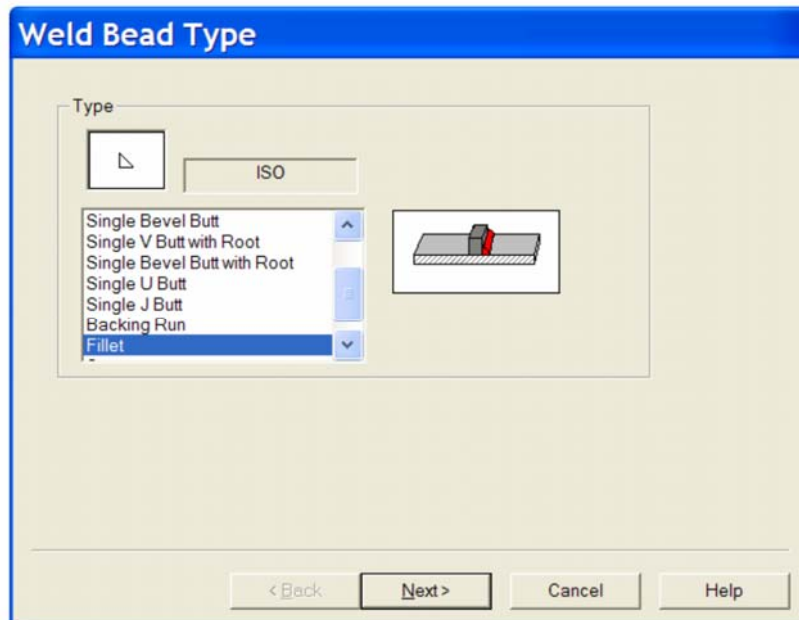 Weld Bead Type
Type
ISO
Single Bevel Butt
Single V Butt with Root
Single Bevel Butt with Root
Single U Butt
Single J Butt
Backing Run
Fillet
< Back
Next >
Cancel
Help